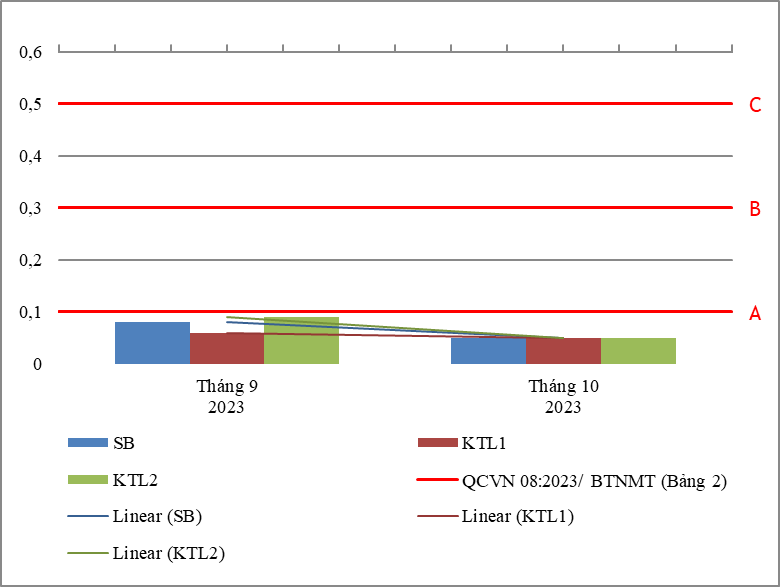 0,6
0,5
C
0,4
0,3
B
0,2
0,1
A
0
Tháng 9
2023
Tháng 10
2023
SB
KTL1
KTL2
QCVN 08:2023/ BTNMT (Bảng 2)
Linear (SB)
Linear (KTL1)
Linear (KTL2)